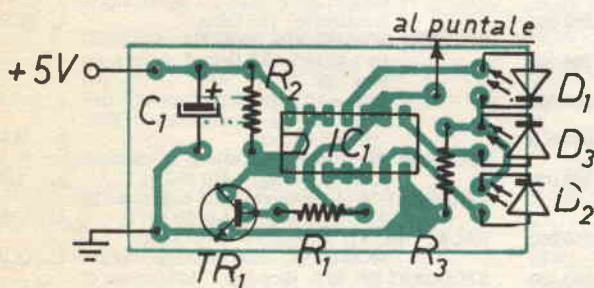 al puntale
+5V
+
R2
C1
IC1
D1
D3
D2
TR1
R1
R3